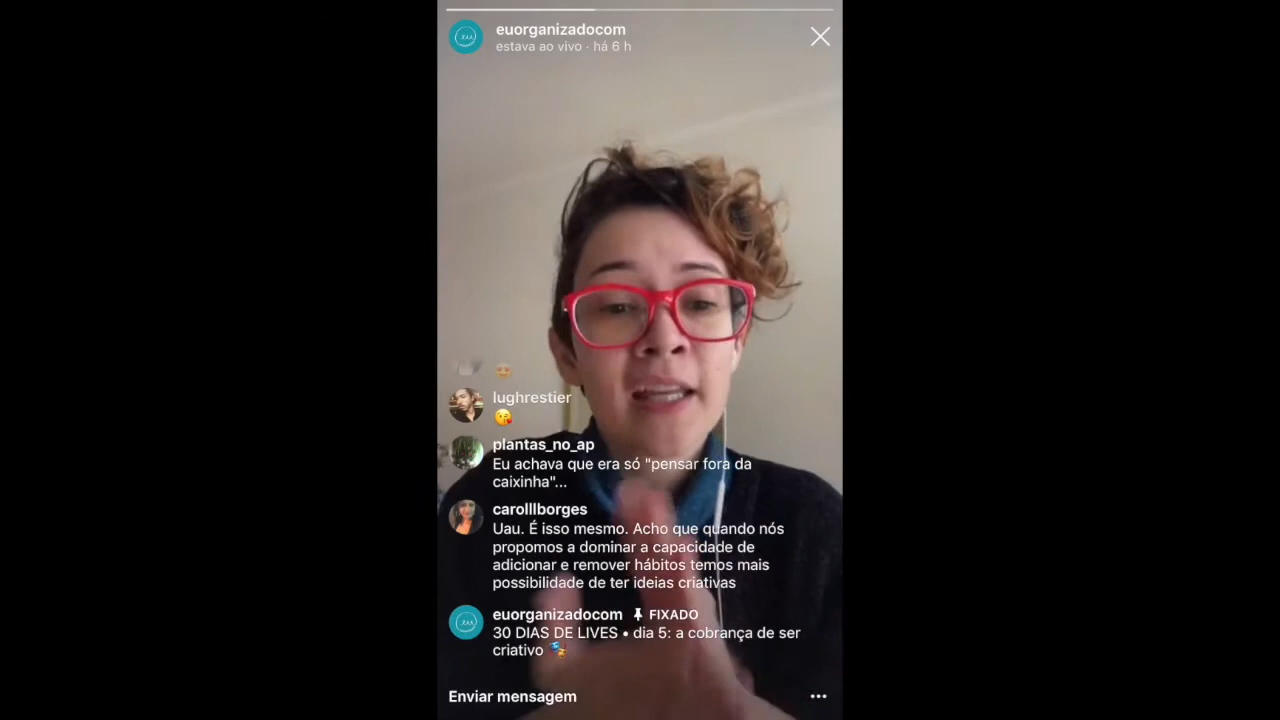 euorganizadocom
estava ao vivo · há 6 h
lughrestier
😘
plantas_no_ap
Eu achava que era só "pensar fora da
caixinha"...
carolllborges
Uau. É isso mesmo. Acho que quando nós
propomos a dominar a capacidade de
adicionar e remover hábitos temos mais
possibilidade de ter ideias criativas
euorganizadocom FIXADO
30 DIAS DE LIVES • dia 5: a cobrança de ser
criativo
Enviar mensagem